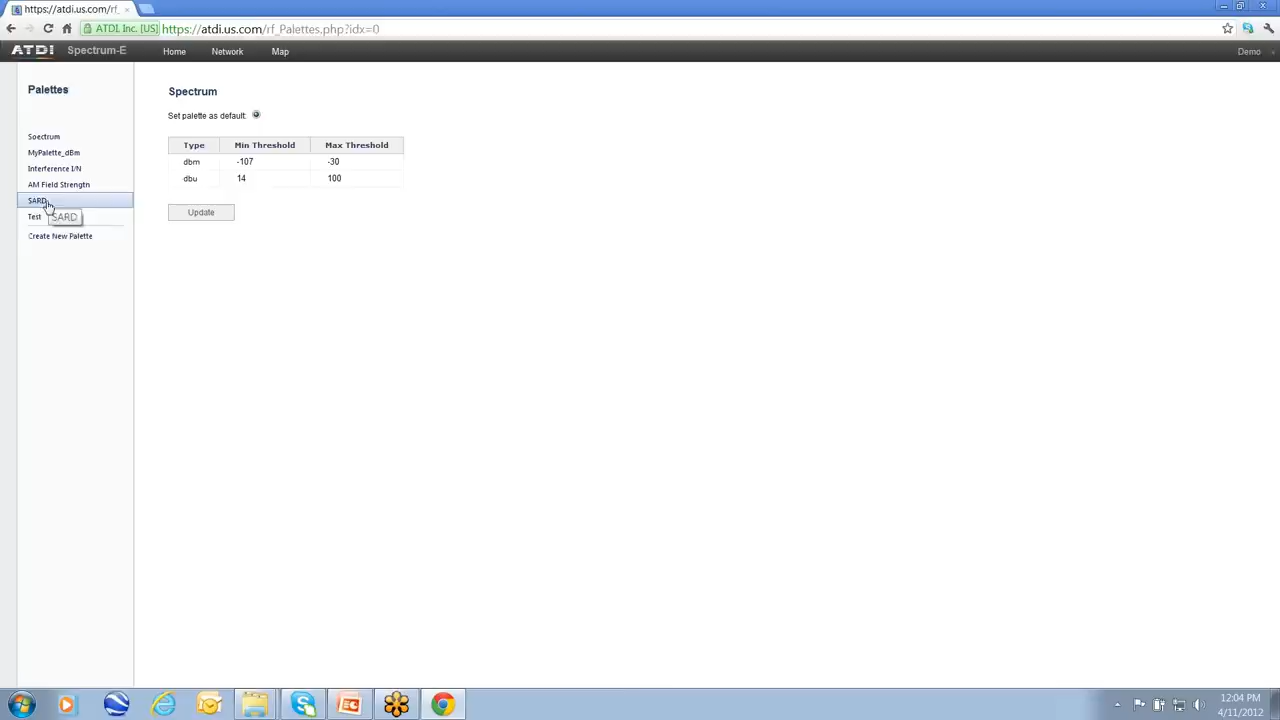 https://atdi.us.com/rf_
ATDI, Inc. [US] https://atdi.us.com/rf_Palettes.php?idx=0
ATDI Spectrum-E Home Network Map Demo
Palettes
Spectrum
MyPalette_dBm
Interference I/N
AM Field Strength
SARD
Test
SARD
Create New Palette
Spectrum
Set palette as default:
Type Min Threshold Max Threshold
dbm -107 -30
dbu 14 100
Update
12:04 PM
4/11/2012